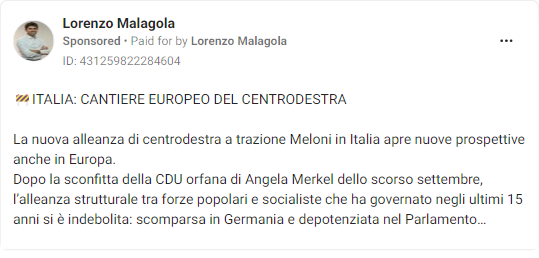 Lorenzo Malagola
Sponsored • Paid for by Lorenzo Malagola
ID: 431259822284604
🚧ITALIA: CANTIERE EUROPEO DEL CENTRODESTRA
La nuova alleanza di centrodestra a trazione Meloni in Italia apre nuove prospettive
anche in Europa.
Dopo la sconfitta della CDU orfana di Angela Merkel dello scorso settembre,
l'alleanza strutturale tra forze popolari e socialiste che ha governato negli ultimi 15
anni si è indebolita: scomparsa in Germania e depotenziata nel Parlamento...